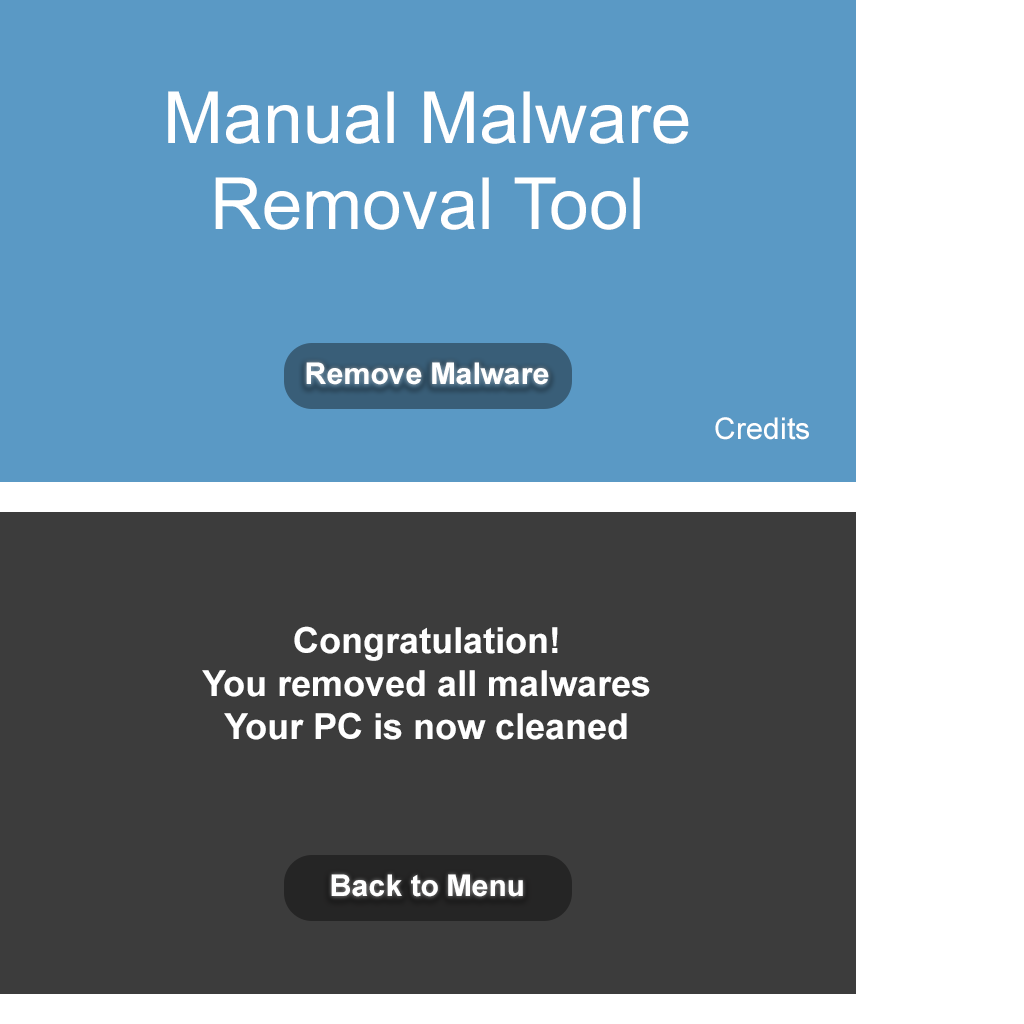 Manual Malware
Removal Tool
Remove Malware
Credits
Congratulation!
You removed all malwares
Your PC is now cleaned
Back to Menu